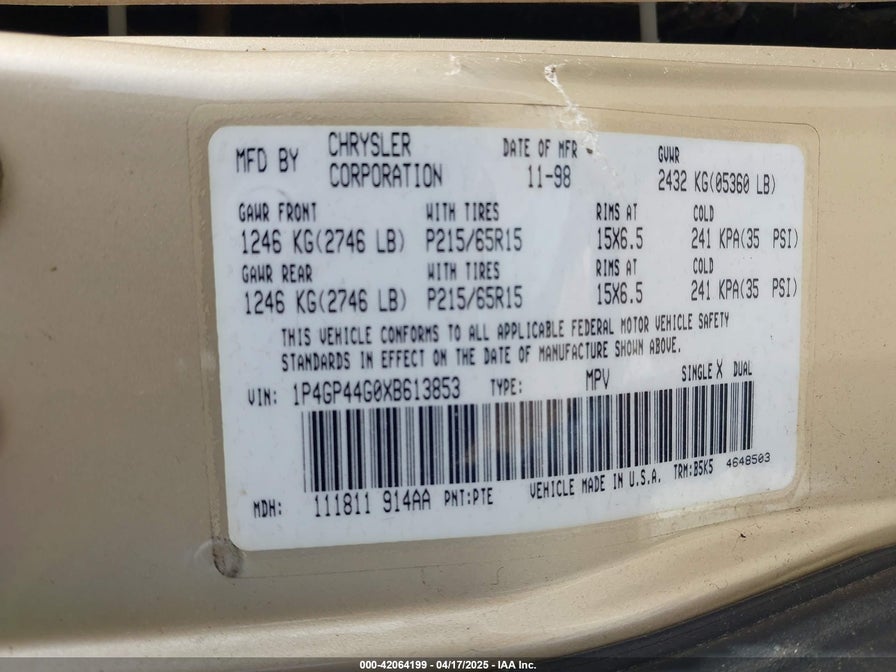 MFD BY CHRYSLER CORPORATION DATE OF MFR 11-98 GVWR 2432 KG(05360 LB)
GAWR FRONT WITH TIRES RIMS AT COLD
1246 KG(2746 LB) P215/65R15 15X6.5 241 KPA(35 PSI)
GAWR REAR WITH TIRES RIMS AT COLD
1246 KG(2746 LB) P215/65R15 15X6.5 241 KPA(35 PSI)
THIS VEHICLE CONFORMS TO ALL APPLICABLE FEDERAL MOTOR VEHICLE SAFETY
STANDARDS IN EFFECT ON THE DATE OF MANUFACTURE SHOWN ABOVE.
VIN: 1P4GP44G0XB613853 TYPE: MPV SINGLE X DUAL
MDH: 111811 914AA PNT:PTE VEHICLE MADE IN U.S.A. TRM:B5K5 4648503
000-42064199 - 04/17/2025 - IAA Inc.